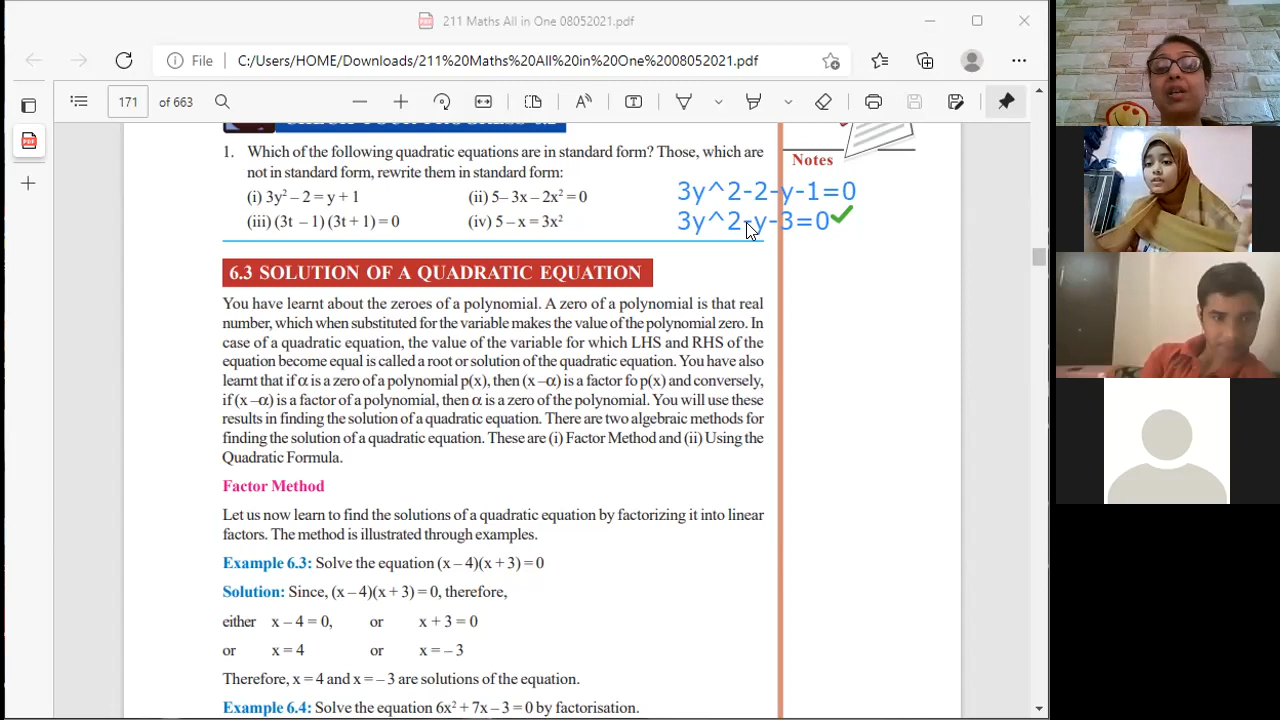 211 Maths All in One 08052021.pdf
File C:/Users/HOME/Downloads/211%20Maths%20All%20in%20One%2008052021.pdf
171 of 663
Notes
1. Which of the following quadratic equations are in standard form? Those, which are
not in standard form, rewrite them in standard form:
(i) 3y² – 2 = y + 1 (ii) 5– 3x – 2x² = 0
(iii) (3t – 1) (3t + 1) = 0 (iv) 5 – x = 3x²
3y^2-2-y-1=0
3y^2-y-3=0
6.3 SOLUTION OF A QUADRATIC EQUATION
You have learnt about the zeroes of a polynomial. A zero of a polynomial is that real
number, which when substituted for the variable makes the value of the polynomial zero. In
case of a quadratic equation, the value of the variable for which LHS and RHS of the
equation become equal is called a root or solution of the quadratic equation. You have also
learnt that if α is a zero of a polynomial p(x), then (x –α) is a factor fo p(x) and conversely,
if (x –α) is a factor of a polynomial, then α is a zero of the polynomial. You will use these
results in finding the solution of a quadratic equation. There are two algebraic methods for
finding the solution of a quadratic equation. These are (i) Factor Method and (ii) Using the
Quadratic Formula.
Factor Method
Let us now learn to find the solutions of a quadratic equation by factorizing it into linear
factors. The method is illustrated through examples.
Example 6.3: Solve the equation (x – 4)(x + 3) = 0
Solution: Since, (x – 4)(x + 3) = 0, therefore,
either x – 4 = 0, or x + 3 = 0
or x = 4 or x = – 3
Therefore, x = 4 and x = – 3 are solutions of the equation.
Example 6.4: Solve the equation 6x² + 7x – 3 = 0 by factorisation.